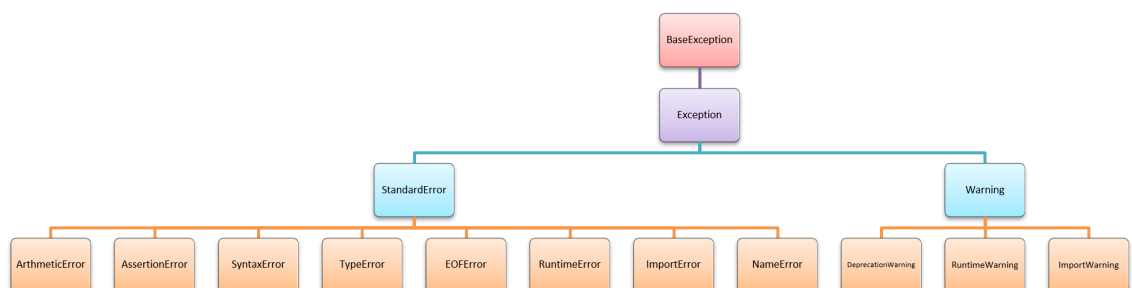 BaseException
Exception
StandardError
Warning
ArthmeticError
AssertionError
SyntaxError
TypeError
EOFError
RuntimeError
ImportError
NameError
DeprecationWarning
RuntimeWarning
ImportWarning